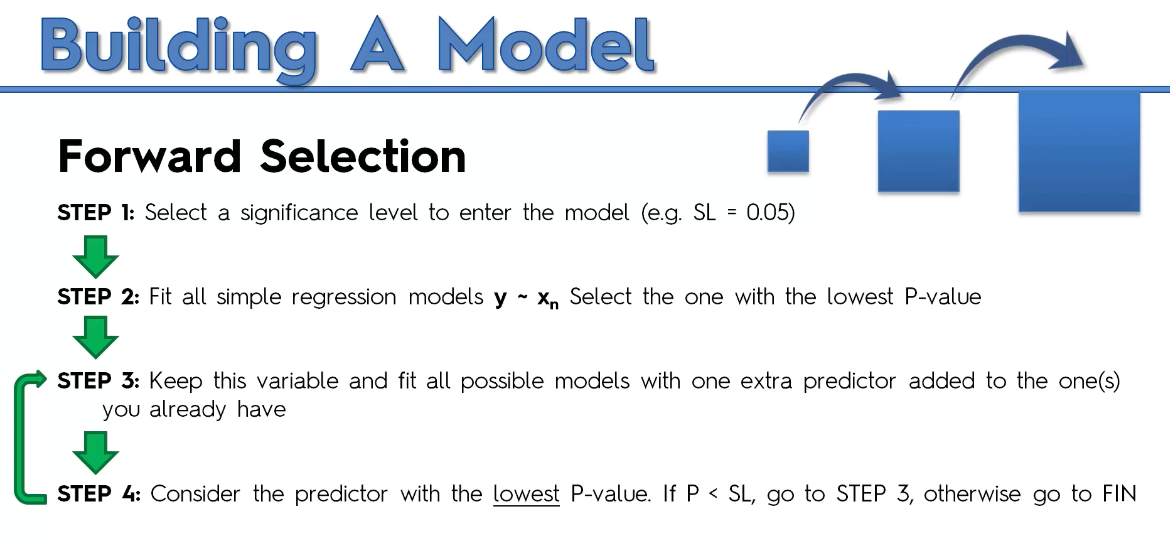 Building A Model
Forward Selection
STEP 1: Select a significance level to enter the model (e.g. SL = 0.05)
STEP 2: Fit all simple regression models y ~ xₙ Select the one with the lowest P-value
STEP 3: Keep this variable and fit all possible models with one extra predictor added to the one(s)
you already have
STEP 4: Consider the predictor with the lowest P-value. If P < SL, go to STEP 3, otherwise go to FIN